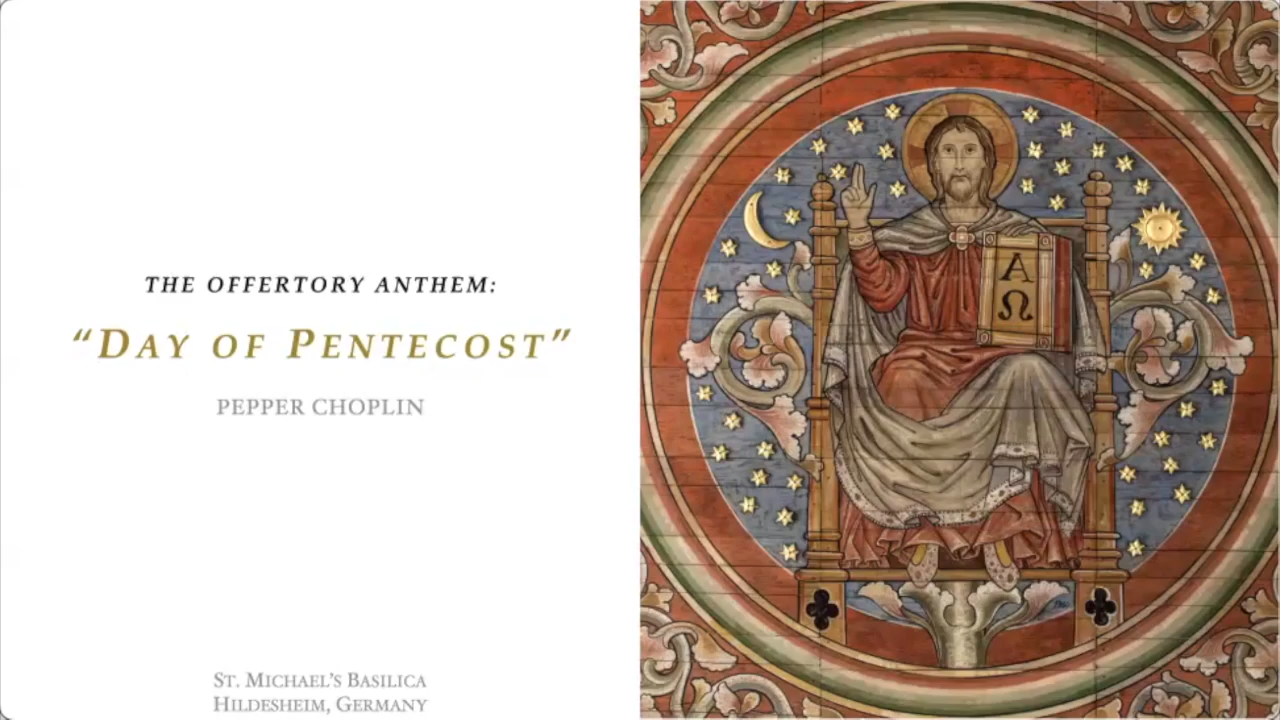 THE OFFERTORY ANTHEM:
“DAY OF PENTECOST”
PEPPER CHOPLIN
ST. MICHAEL’S BASILICA
HILDESHEIM, GERMANY
Α
Ω